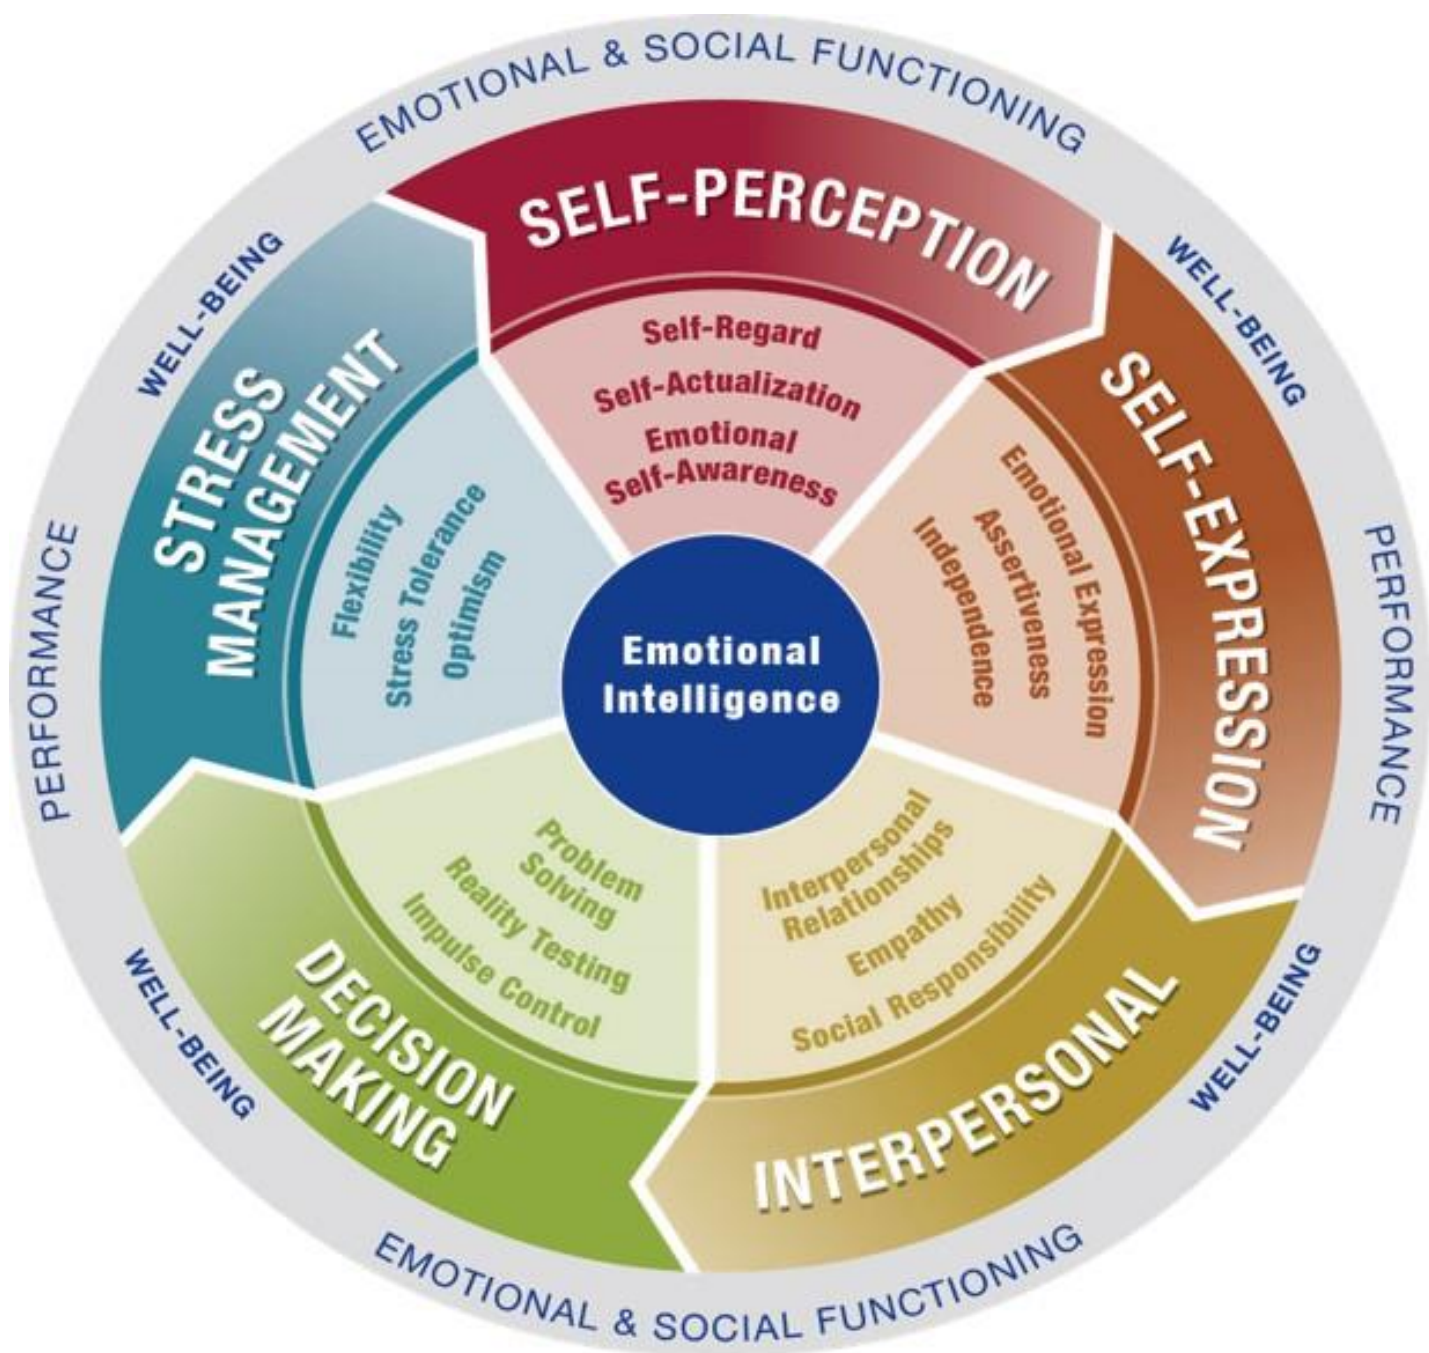 EMOTIONAL & SOCIAL FUNCTIONING
WELL-BEING
WELL-BEING
PERFORMANCE
PERFORMANCE
WELL-BEING
WELL-BEING
EMOTIONAL & SOCIAL FUNCTIONING
SELF-PERCEPTION
Self-Regard
Self-Actualization
Emotional
Self-Awareness
SELF-EXPRESSION
Emotional Expression
Assertiveness
Independence
INTERPERSONAL
Interpersonal
Relationships
Empathy
Social Responsibility
DECISION
MAKING
Problem
Solving
Reality Testing
Impulse Control
STRESS
MANAGEMENT
Flexibility
Stress Tolerance
Optimism
Emotional
Intelligence